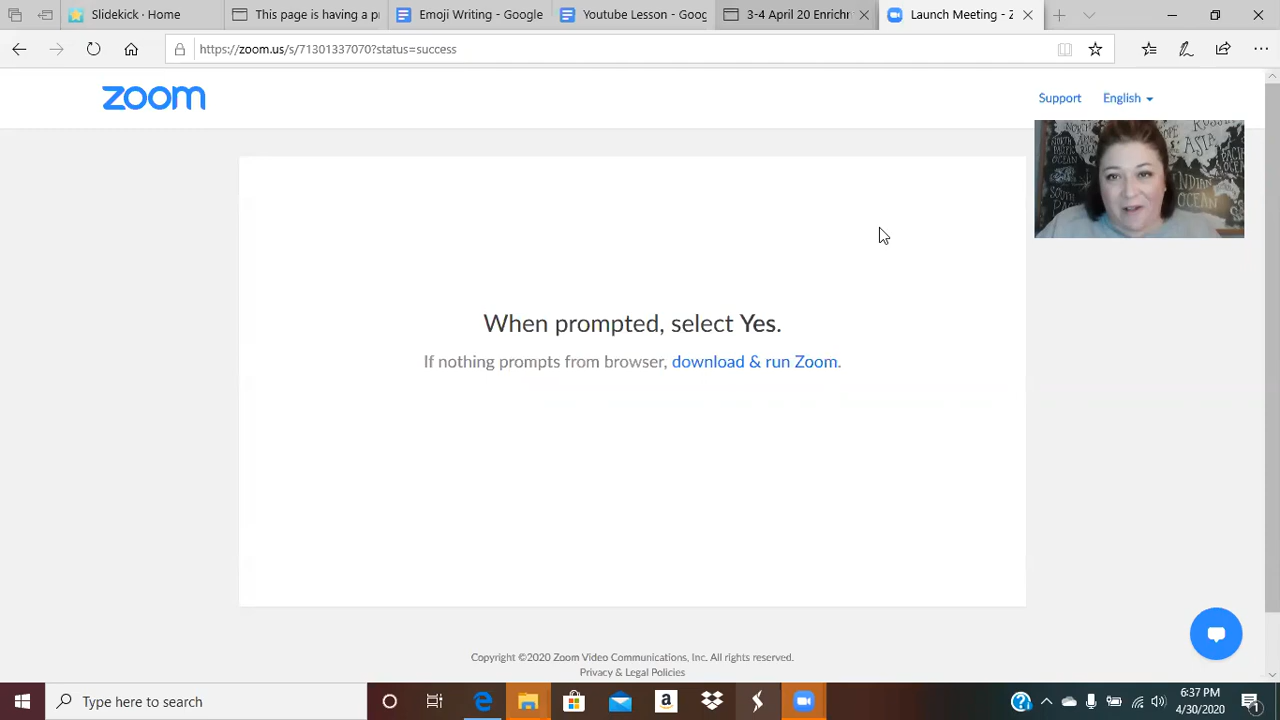 Slidekick · Home
This page is having a p
Emoji Writing - Google
Youtube Lesson - Goog
3-4 April 20 Enrichr
Launch Meeting - Z
https://zoom.us/s/71301337070?status=success
zoom
Support
English
ASIA
INDIAN
OCEAN
When prompted, select Yes.
If nothing prompts from browser, download & run Zoom.
Copyright ©2020 Zoom Video Communications, Inc. All rights reserved.
Privacy & Legal Policies
Type here to search
6:37 PM
4/30/2020